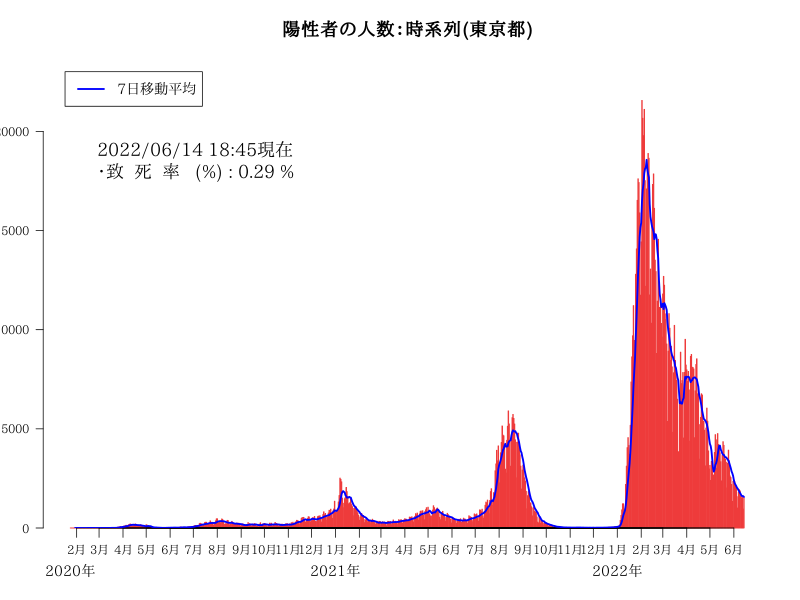 陽性者の人数：時系列(東京都)
7日移動平均
20000
2022/06/14 18:45現在
・致 死 率 (%) : 0.29 %
5000
0000
5000
0
2月 3月 4月 5月 6月 7月 8月 9月 10月 11月 12月 1月 2月 3月 4月 5月 6月 7月 8月 9月 10月 11月 12月 1月 2月 3月 4月 5月 6月
2020年 2021年 2022年